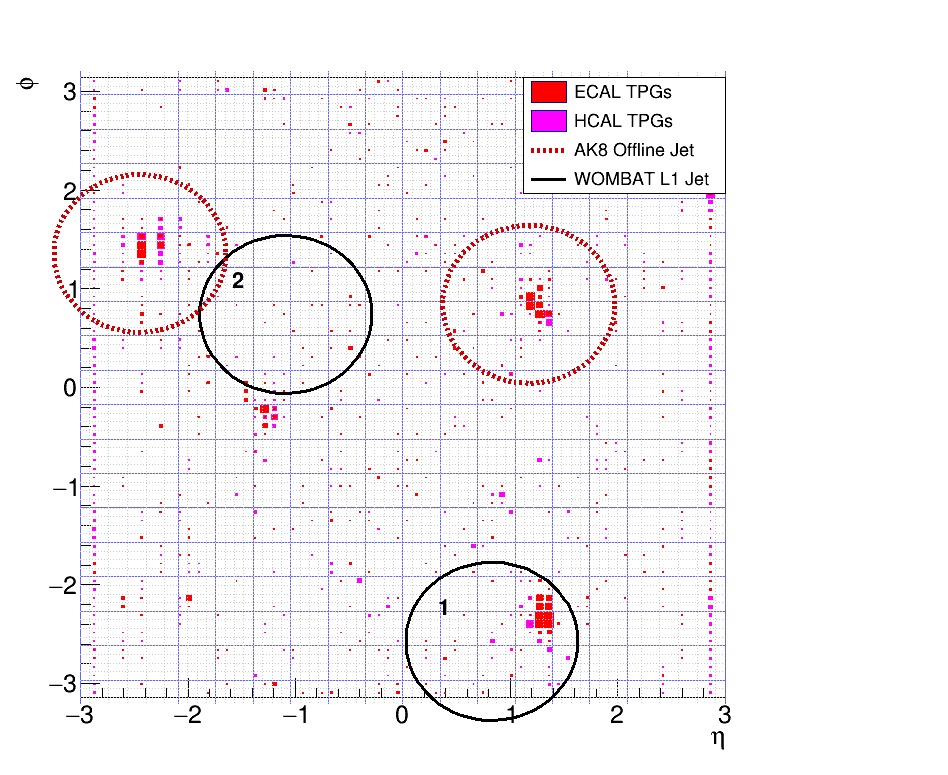 φ
3
2
1
0
−1
−2
−3
ECAL TPGs
HCAL TPGs
AK8 Offline Jet
WOMBAT L1 Jet
2
1
−3 −2 −1 0 1 2 3
η